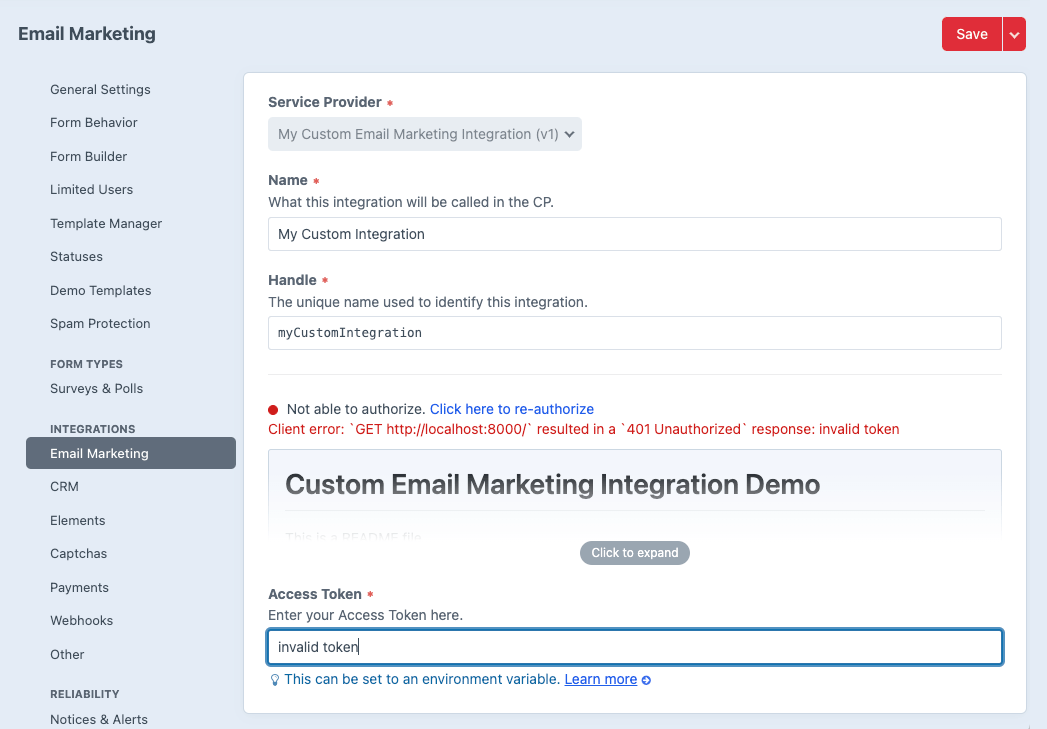 Email Marketing
Save
General Settings
Form Behavior
Form Builder
Limited Users
Template Manager
Statuses
Demo Templates
Spam Protection
FORM TYPES
Surveys & Polls
INTEGRATIONS
Email Marketing
CRM
Elements
Captchas
Payments
Webhooks
Other
RELIABILITY
Notices & Alerts
Service Provider *
My Custom Email Marketing Integration (v1)
Name *
What this integration will be called in the CP.
My Custom Integration
Handle *
The unique name used to identify this integration.
myCustomIntegration
Not able to authorize. Click here to re-authorize
Client error: `GET http://localhost:8000/` resulted in a `401 Unauthorized` response: invalid token
Custom Email Marketing Integration Demo
This is a README file
Click to expand
Access Token *
Enter your Access Token here.
invalid token
This can be set to an environment variable. Learn more